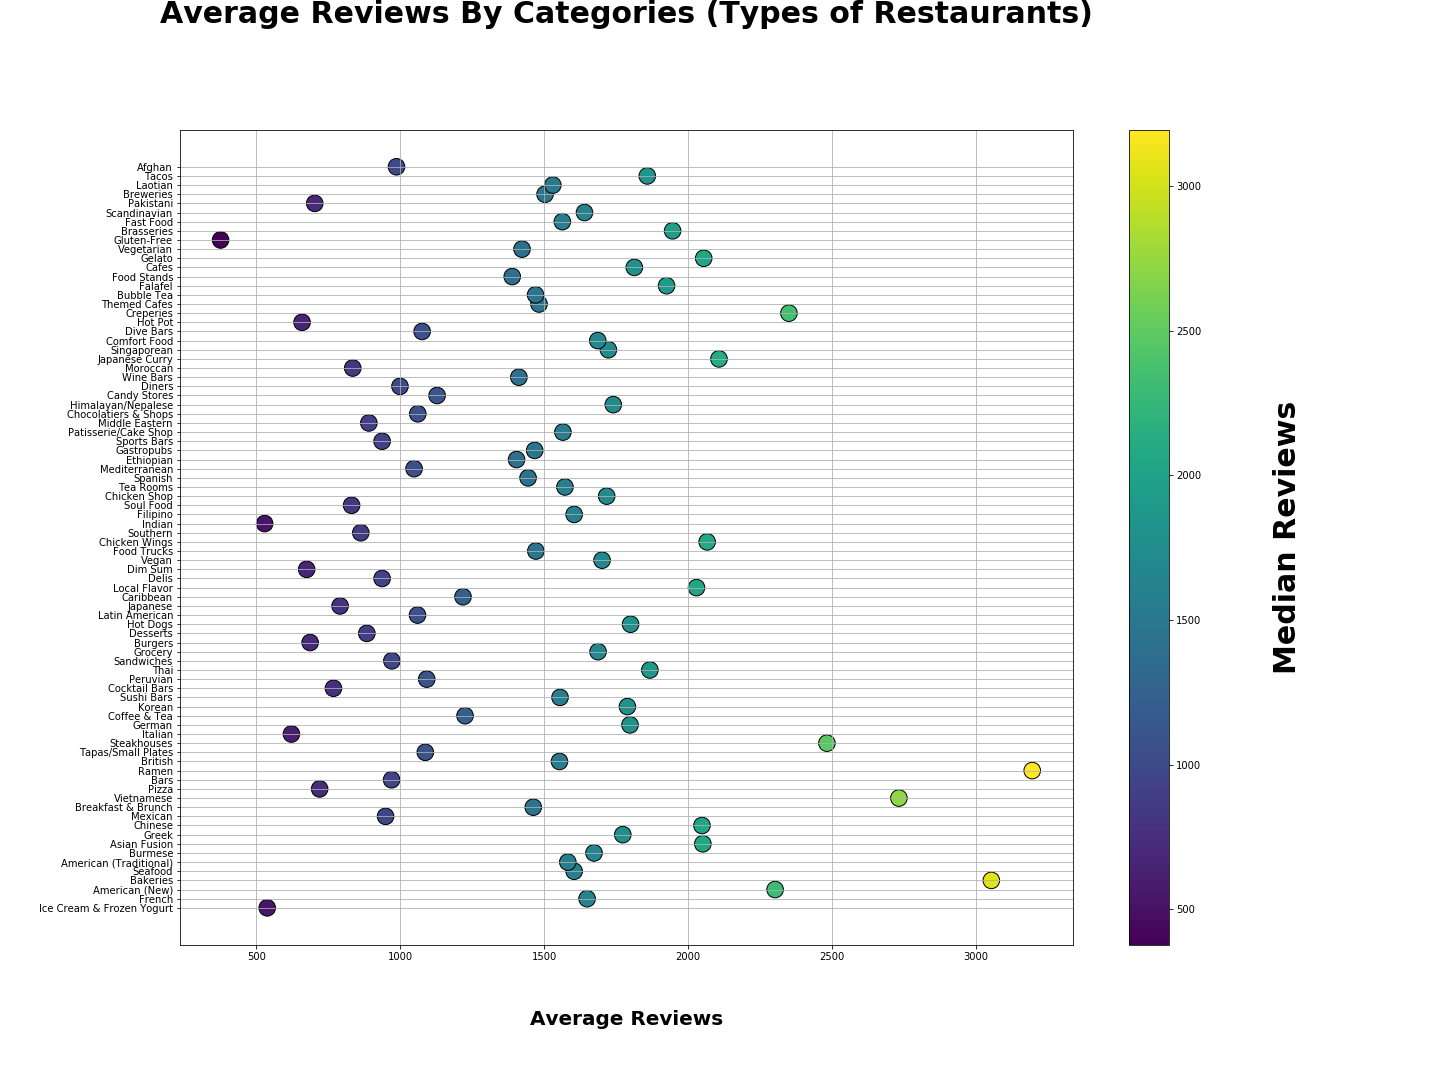 Average Reviews By Categories (Types of Restaurants)
Afghan
Tacos
Laotian
Breweries
Pakistani
Scandinavian
Fast Food
Brasseries
Gluten-Free
Vegetarian
Gelato
Cafes
Food Stands
Falafel
Bubble Tea
Themed Cafes
Creperies
Hot Pot
Dive Bars
Comfort Food
Singaporean
Japanese Curry
Moroccan
Wine Bars
Diners
Candy Stores
Himalayan/Nepalese
Chocolatiers & Shops
Middle Eastern
Patisserie/Cake Shop
Sports Bars
Gastropubs
Ethiopian
Mediterranean
Spanish
Tea Rooms
Chicken Shop
Soul Food
Filipino
Indian
Southern
Chicken Wings
Food Trucks
Vegan
Dim Sum
Delis
Local Flavor
Caribbean
Japanese
Latin American
Hot Dogs
Desserts
Burgers
Grocery
Sandwiches
Thai
Peruvian
Cocktail Bars
Sushi Bars
Korean
Coffee & Tea
German
Italian
Steakhouses
Tapas/Small Plates
British
Ramen
Bars
Pizza
Vietnamese
Breakfast & Brunch
Mexican
Chinese
Greek
Asian Fusion
Burmese
American (Traditional)
Seafood
Bakeries
American (New)
French
Ice Cream & Frozen Yogurt
500 1000 1500 2000 2500 3000
Average Reviews
3000
2500
2000
1500
1000
500
Median Reviews